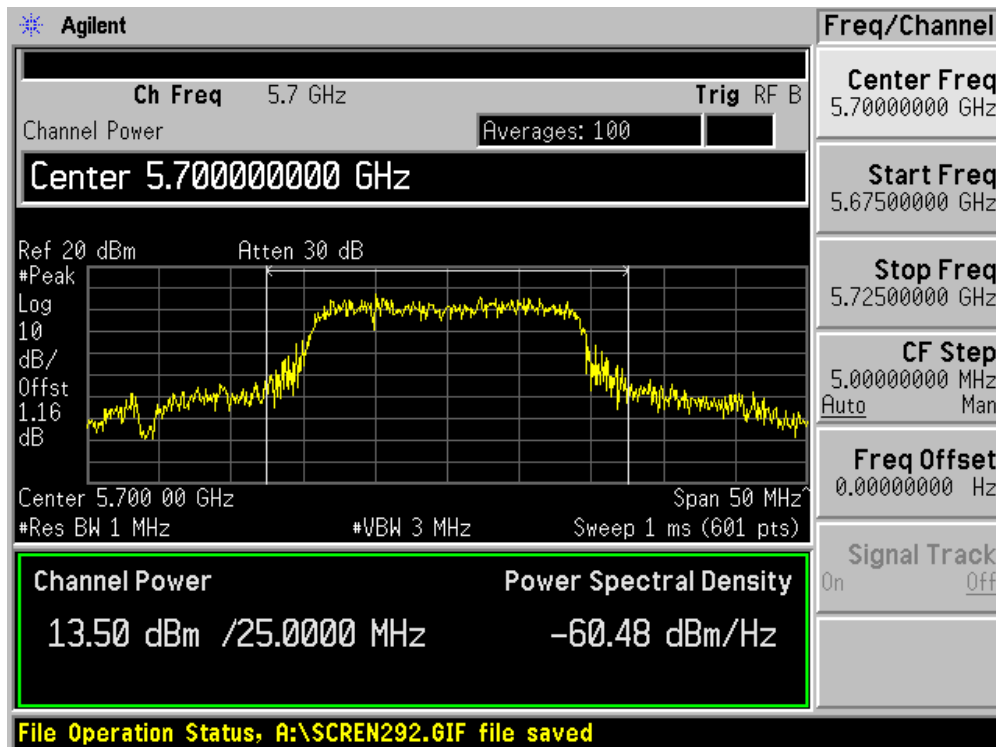 Agilent
Freq/Channel
Ch Freq 5.7 GHz Trig RF B
Channel Power Averages: 100
Center 5.700000000 GHz
Ref 20 dBm Atten 30 dB
#Peak
Log
10
dB/
Offst
1.16
dB
Center 5.700 00 GHz Span 50 MHz^
#Res BW 1 MHz #VBW 3 MHz Sweep 1 ms (601 pts)
Channel Power Power Spectral Density
13.50 dBm /25.0000 MHz -60.48 dBm/Hz
File Operation Status, A:\SCREN292.GIF file saved
Center Freq
5.70000000 GHz
Start Freq
5.67500000 GHz
Stop Freq
5.72500000 GHz
CF Step
5.00000000 MHz
Auto Man
Freq Offset
0.00000000 Hz
Signal Track
On Off